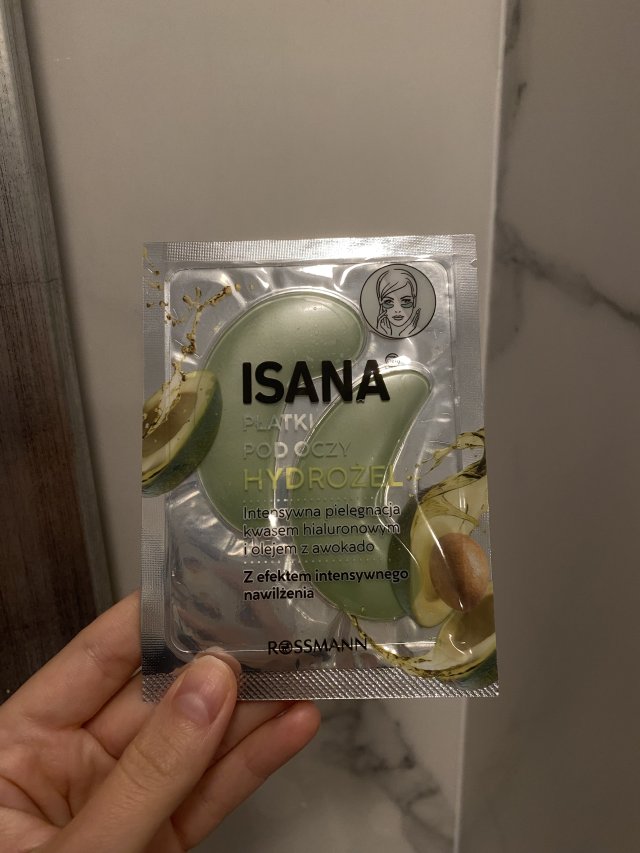 ISANA
PŁATKI
POD OCZY
HYDROŻEL
Intensywna pielęgnacja
kwasem hialuronowym
i olejem z awokado
Z efektem intensywnego
nawilżenia
ROSSMANN